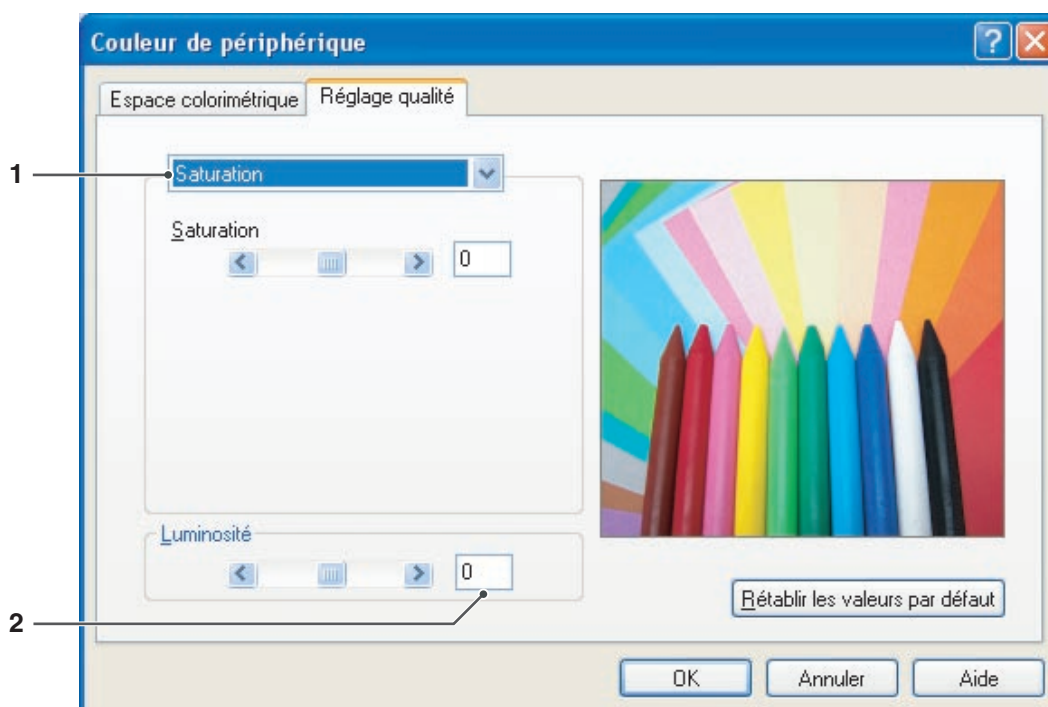 Couleur de périphérique
Espace colorimétrique
Réglage qualité
1
Saturation
Saturation
0
Luminosité
0
2
Rétablir les valeurs par défaut
OK
Annuler
Aide